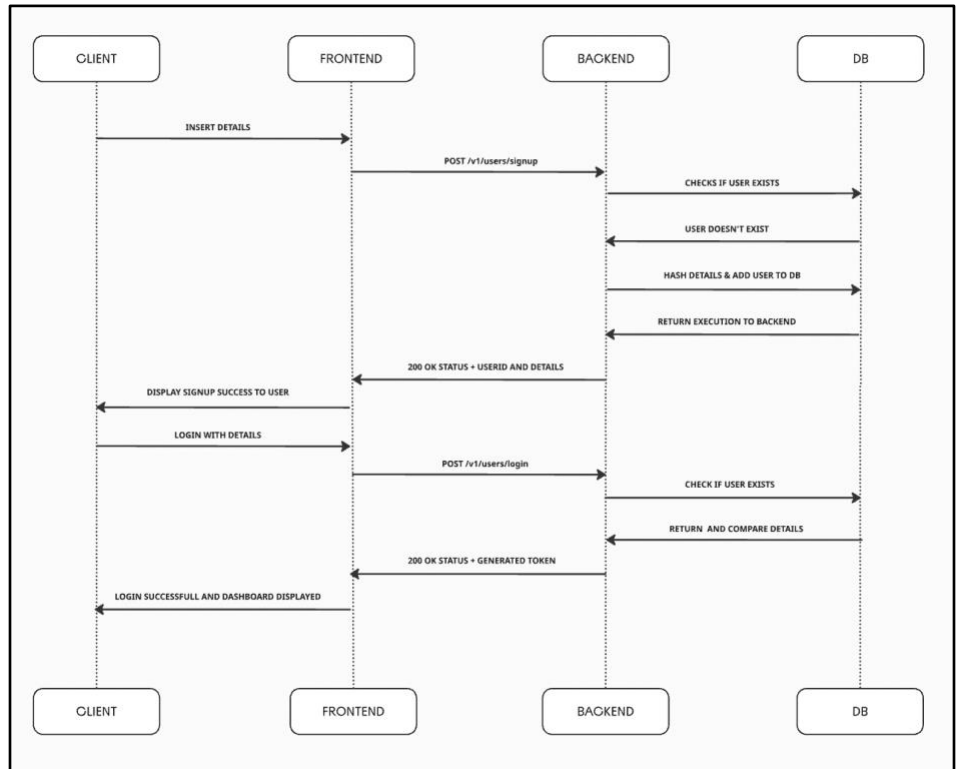 CLIENT
FRONTEND
BACKEND
DB
INSERT DETAILS
POST /v1/users/signup
CHECKS IF USER EXISTS
USER DOESN'T EXIST
HASH DETAILS & ADD USER TO DB
RETURN EXECUTION TO BACKEND
200 OK STATUS + USERID AND DETAILS
DISPLAY SIGNUP SUCCESS TO USER
LOGIN WITH DETAILS
POST /v1/users/login
CHECK IF USER EXISTS
RETURN AND COMPARE DETAILS
200 OK STATUS + GENERATED TOKEN
LOGIN SUCCESSFULL AND DASHBOARD DISPLAYED
CLIENT
FRONTEND
BACKEND
DB